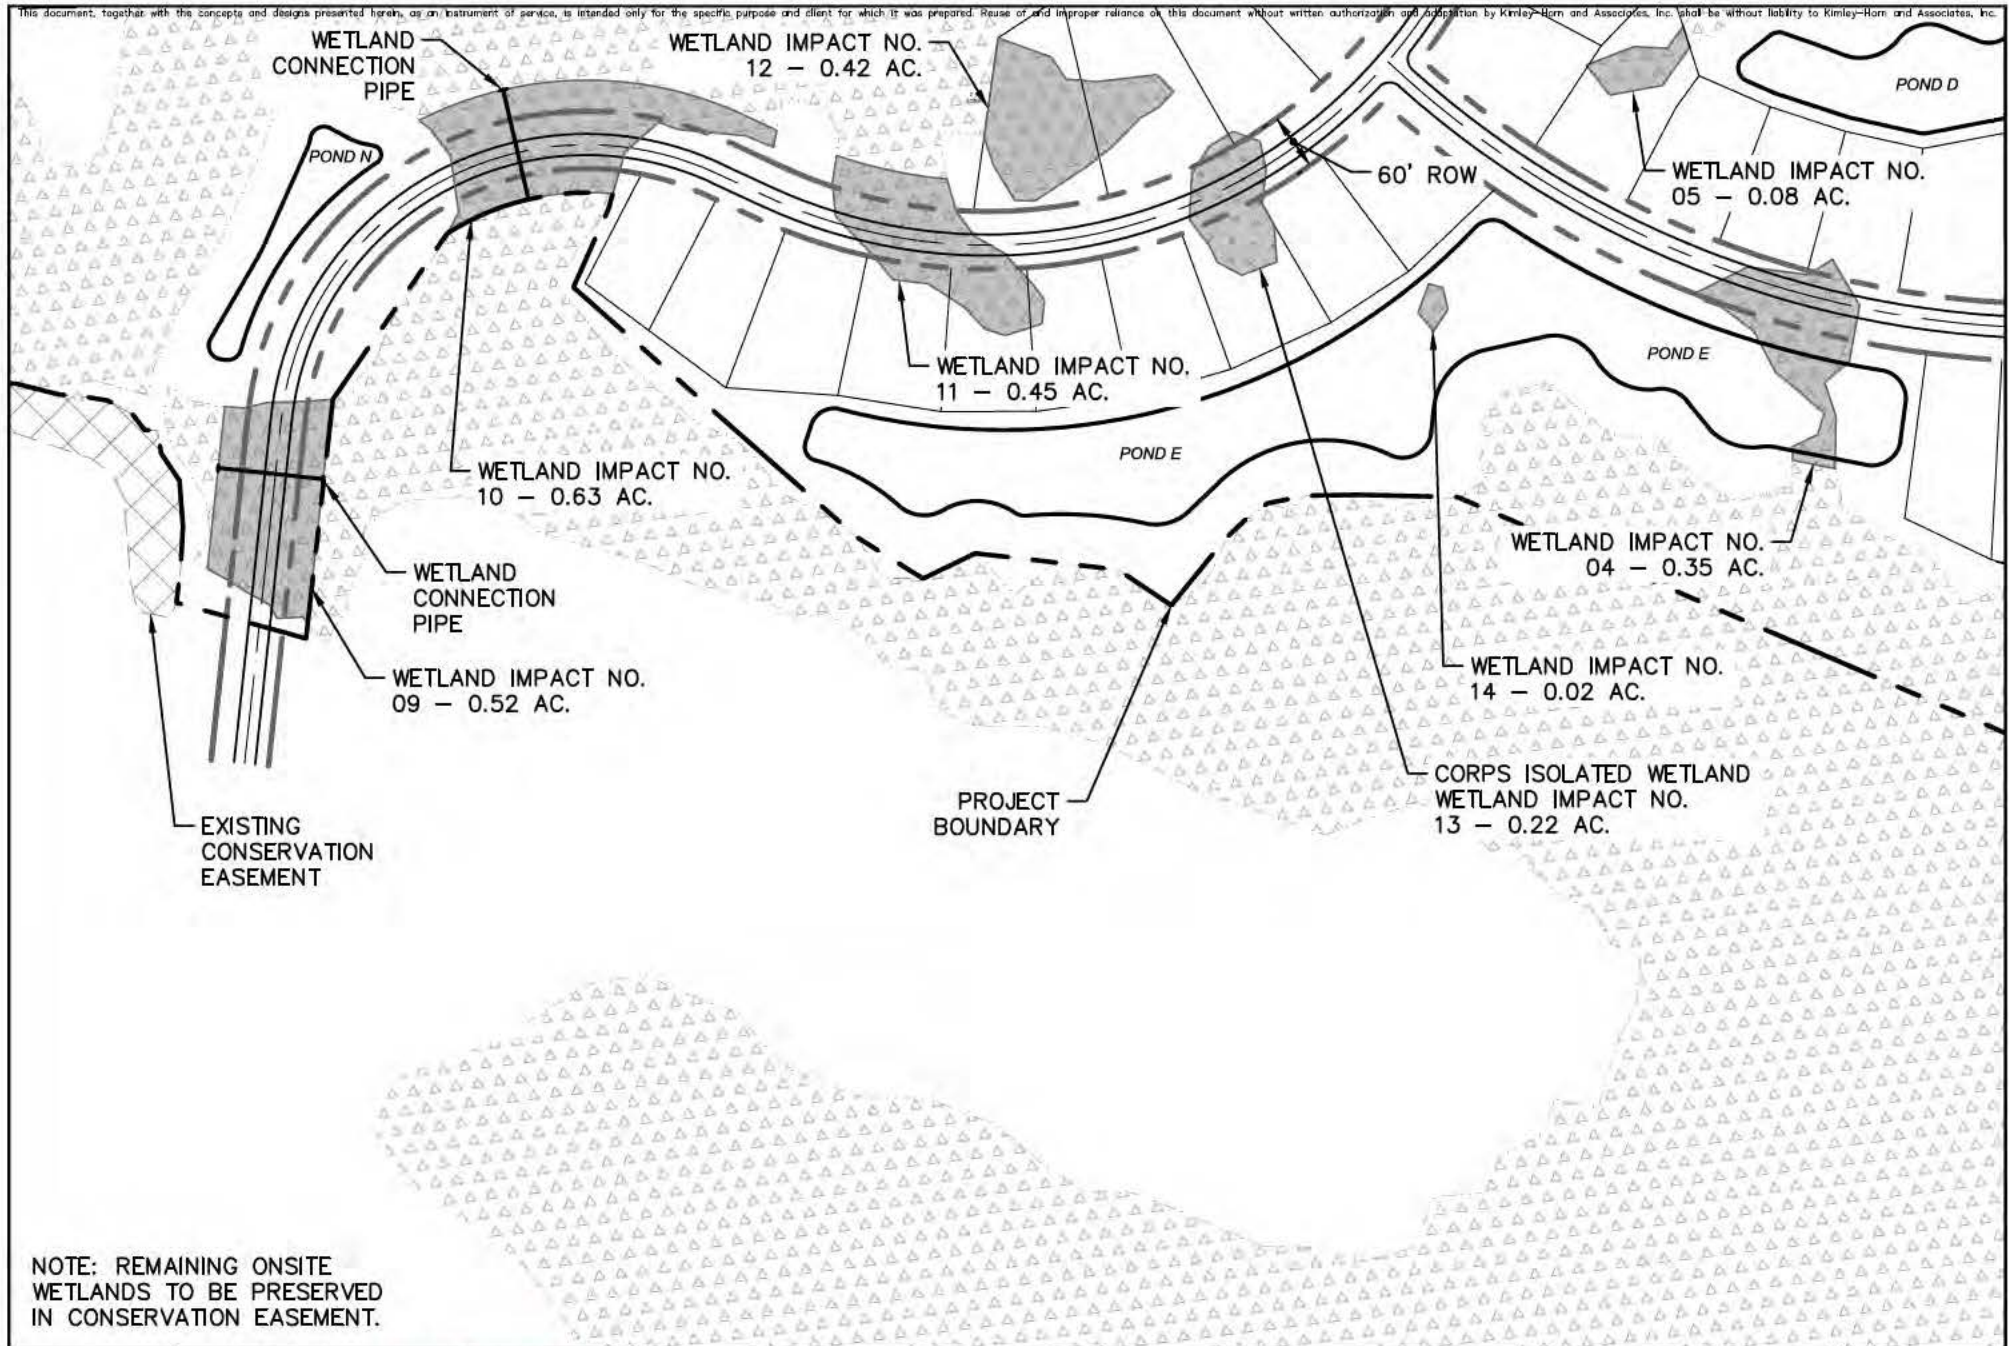 This document, together with the concepts and designs presented herein, as an instrument of service, is intended only for the specific purpose and client for which it was prepared. Reuse of and improper reliance on this document without written authorization and adaptation by Kimley-Horn and Associates, Inc. shall be without liability to Kimley-Horn and Associates, Inc.
WETLAND
CONNECTION
PIPE
WETLAND IMPACT NO.
12 - 0.42 AC.
POND D
POND N
60' ROW
WETLAND IMPACT NO.
05 - 0.08 AC.
WETLAND IMPACT NO.
11 - 0.45 AC.
POND E
POND E
WETLAND IMPACT NO.
10 - 0.63 AC.
WETLAND IMPACT NO.
04 - 0.35 AC.
WETLAND
CONNECTION
PIPE
WETLAND IMPACT NO.
09 - 0.52 AC.
WETLAND IMPACT NO.
14 - 0.02 AC.
CORPS ISOLATED WETLAND
WETLAND IMPACT NO.
13 - 0.22 AC.
PROJECT
BOUNDARY
EXISTING
CONSERVATION
EASEMENT
NOTE: REMAINING ONSITE
WETLANDS TO BE PRESERVED
IN CONSERVATION EASEMENT.